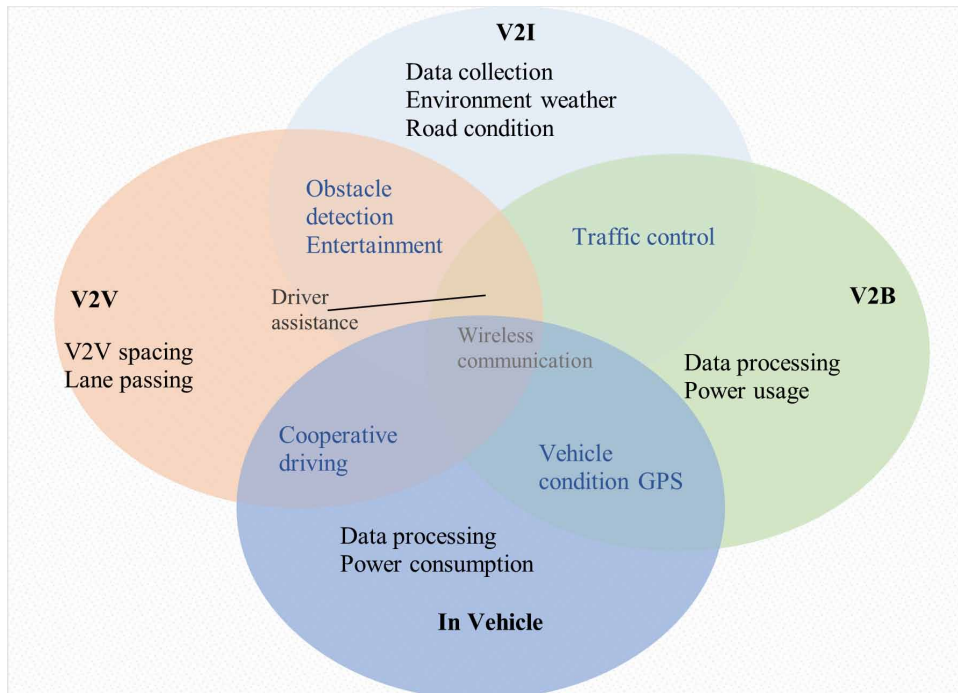 V2I
Data collection
Environment weather
Road condition
Obstacle
detection
Entertainment
Traffic control
V2V
Driver
assistance
V2B
V2V spacing
Lane passing
Wireless
communication
Data processing
Power usage
Cooperative
driving
Vehicle
condition GPS
Data processing
Power consumption
In Vehicle